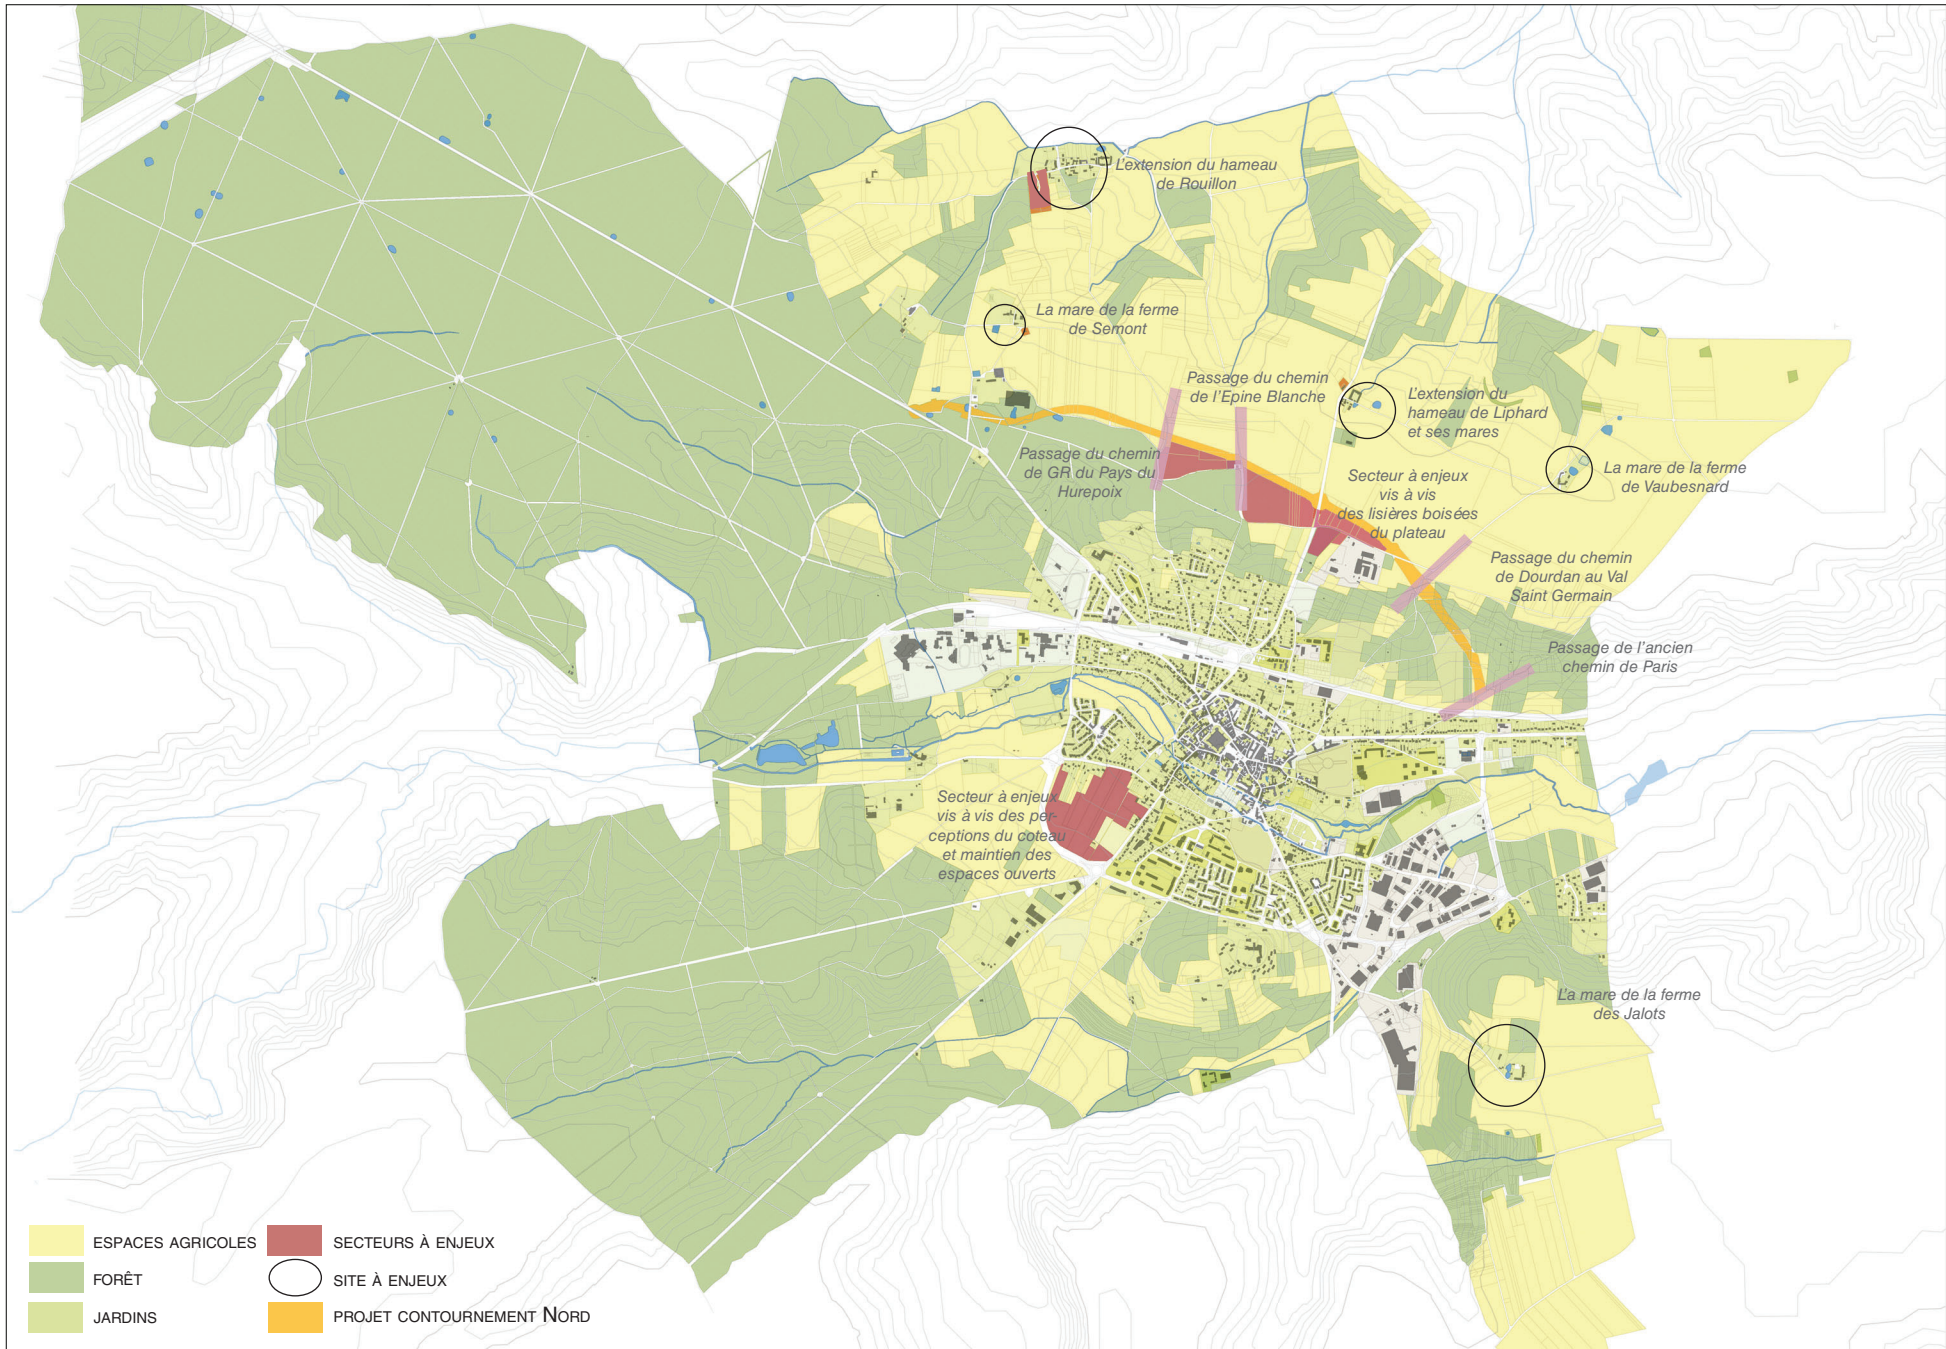 L'extension du hameau
de Rouillon
La mare de la ferme
de Semont
Passage du chemin
de l'Epine Blanche
L'extension du
hameau de Liphard
et ses mares
Passage du chemin
de GR du Pays du
Hurepoix
Secteur à enjeux
vis à vis
des lisières boisées
du plateau
La mare de la ferme
de Vaubesnard
Passage du chemin
de Dourdan au Val
Saint Germain
Passage de l'ancien
chemin de Paris
Secteur à enjeux
vis à vis des per-
ceptions du coteau
et maintien des
espaces ouverts
L'a mare de la ferme
des Jalots
ESPACES AGRICOLES
FORÊT
JARDINS
SECTEURS À ENJEUX
SITE À ENJEUX
PROJET CONTOURNEMENT NORD